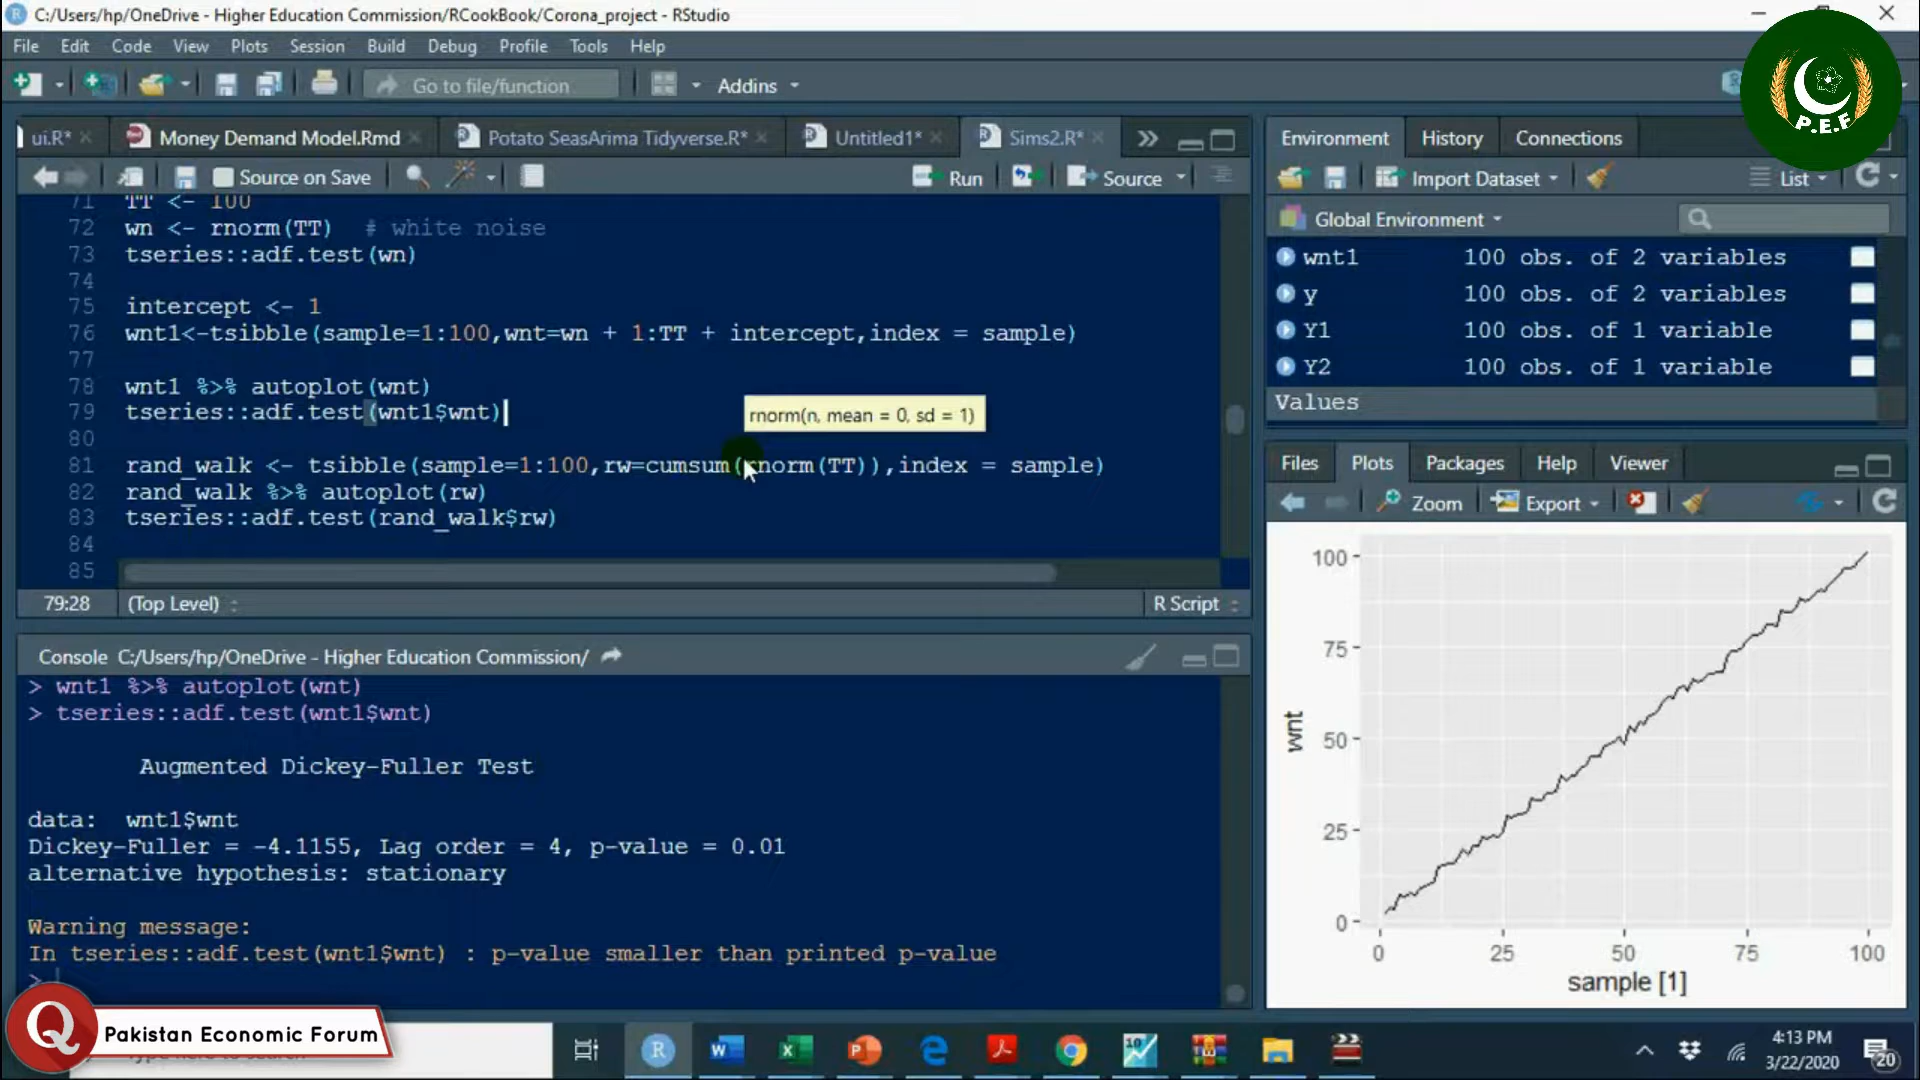 C:/Users/hp/OneDrive - Higher Education Commission/RCookBook/Corona_project - RStudio
File Edit Code View Plots Session Build Debug Profile Tools Help
Go to file/function Addins
ui.R* Money Demand Model.Rmd Potato SeasArima Tidyverse.R* Untitled1* Sims2.R*
Source on Save Run Source
71 TT <- 100
72 wn <- rnorm(TT)  # white noise
73 tseries::adf.test(wn)
74
75 intercept <- 1
76 wnt1<-tsibble(sample=1:100,wnt=wn + 1:TT + intercept,index = sample)
77
78 wnt1 %>% autoplot(wnt)
79 tseries::adf.test(wnt1$wnt)
rnorm(n, mean = 0, sd = 1)
80
81 rand_walk <- tsibble(sample=1:100,rw=cumsum(rnorm(TT)),index = sample)
82 rand_walk %>% autoplot(rw)
83 tseries::adf.test(rand_walk$rw)
84
85
79:28 (Top Level) R Script
Console C:/Users/hp/OneDrive - Higher Education Commission/
> wnt1 %>% autoplot(wnt)
> tseries::adf.test(wnt1$wnt)
Augmented Dickey-Fuller Test
data:  wnt1$wnt
Dickey-Fuller = -4.1155, Lag order = 4, p-value = 0.01
alternative hypothesis: stationary
Warning message:
In tseries::adf.test(wnt1$wnt) : p-value smaller than printed p-value
>
Environment History Connections
P.E.F
Import Dataset List
Global Environment
wnt1 100 obs. of 2 variables
y 100 obs. of 2 variables
Y1 100 obs. of 1 variable
Y2 100 obs. of 1 variable
Values
Files Plots Packages Help Viewer
Zoom Export
100
75
50
25
0
wnt
0 25 50 75 100
sample [1]
Q Pakistan Economic Forum
Type here to search
4:13 PM
3/22/2020
20